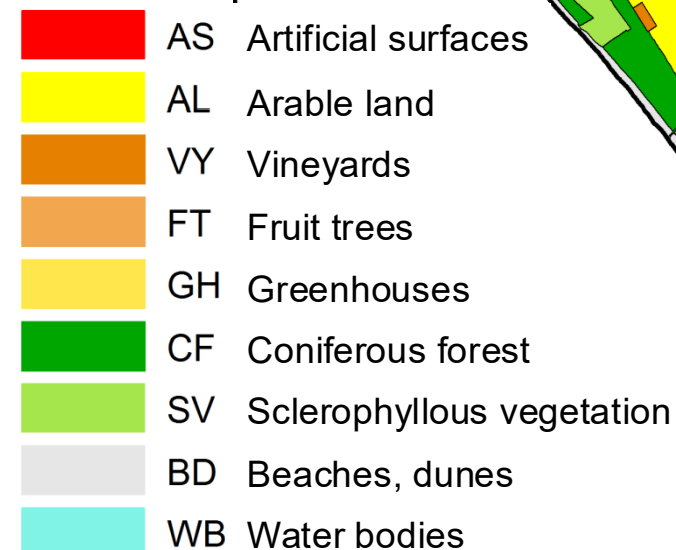 AS Artificial surfaces
AL Arable land
VY Vineyards
FT Fruit trees
GH Greenhouses
CF Coniferous forest
SV Sclerophyllous vegetation
BD Beaches, dunes
WB Water bodies